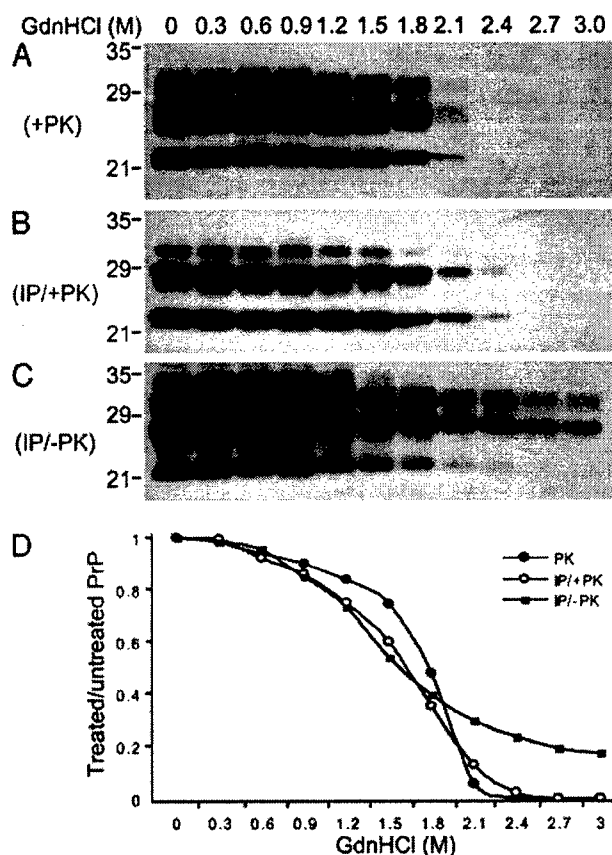 GdnHCl (M) 0 0.3 0.6 0.9 1.2 1.5 1.8 2.1 2.4 2.7 3.0
A
35-
29-
(+PK)
21-
B
35-
29-
(IP/+PK)
21-
C
35-
29-
(IP/-PK)
21-
D
Treated/untreated PrP
1
0.8
0.6
0.4
0.2
0
PK
IP/+PK
IP/-PK
0 0.3 0.6 0.9 1.2 1.5 1.8 2.1 2.4 2.7 3
GdnHCl (M)